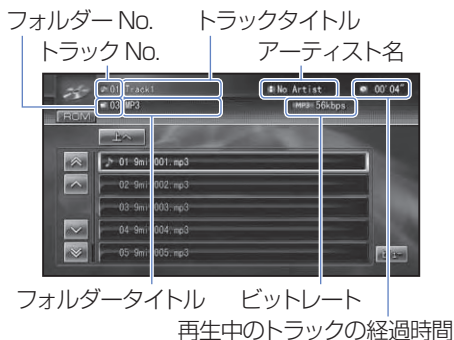 フォルダー No. トラックタイトル
トラック No. アーティスト名
01 Track1 No Artist 00'04"
03 MP3 MP3 56kbps
ROM
上へ
01 9mi 001.mp3
02 9mi 002.mp3
03 9mi 003.mp3
04 9mi 004.mp3
05 9mi 005.mp3
フォルダータイトル ビットレート
再生中のトラックの経過時間